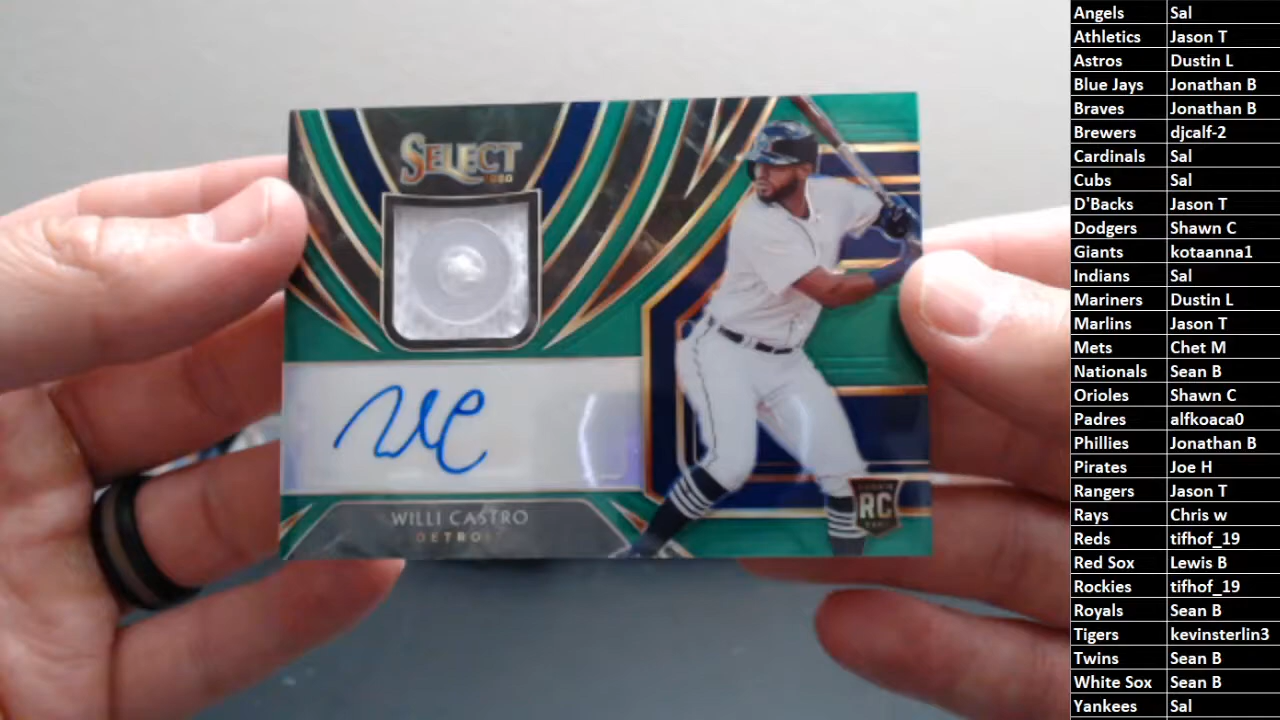 SELECT
WILLI CASTRO
DETROIT
RC
Angels Sal
Athletics Jason T
Astros Dustin L
Blue Jays Jonathan B
Braves Jonathan B
Brewers djcalf-2
Cardinals Sal
Cubs Sal
D'Backs Jason T
Dodgers Shawn C
Giants kotaanna1
Indians Sal
Mariners Dustin L
Marlins Jason T
Mets Chet M
Nationals Sean B
Orioles Shawn C
Padres alfkoaca0
Phillies Jonathan B
Pirates Joe H
Rangers Jason T
Rays Chris w
Reds tifhof_19
Red Sox Lewis B
Rockies tifhof_19
Royals Sean B
Tigers kevinsterlin3
Twins Sean B
White Sox Sean B
Yankees Sal